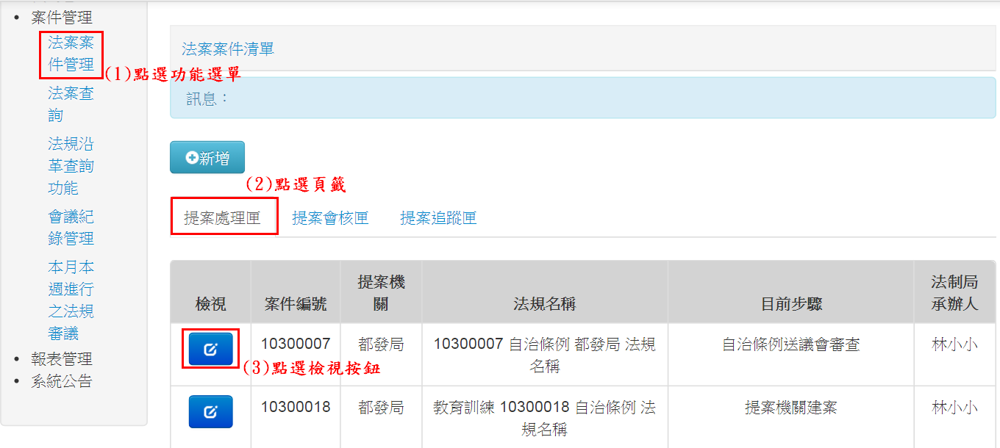 案件管理
法案案
件管理
(1)點選功能選單
法案查
詢
法規沿
革查詢
功能
會議紀
錄管理
本月本
週進行
之法規
審議
報表管理
系統公告
法案案件清單
訊息：
新增
(2)點選頁籤
提案處理匣 提案會核匣 提案追蹤匣
檢視 案件編號 提案機
關 法規名稱 目前步驟 法制局
承辦人
10300007 都發局 10300007 自治條例 都發局 法規
名稱 自治條例送議會審查 林小小
(3)點選檢視按鈕
10300018 都發局 教育訓練 10300018 自治條例 法
規名稱 提案機關建案 林小小